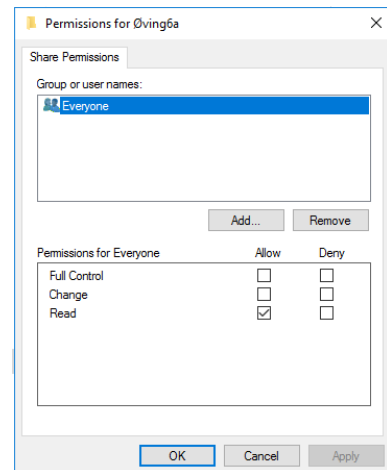 Permissions for Øving6a
Share Permissions
Group or user names:
Everyone
Add... Remove
Permissions for Everyone Allow Deny
Full Control
Change
Read
OK Cancel Apply